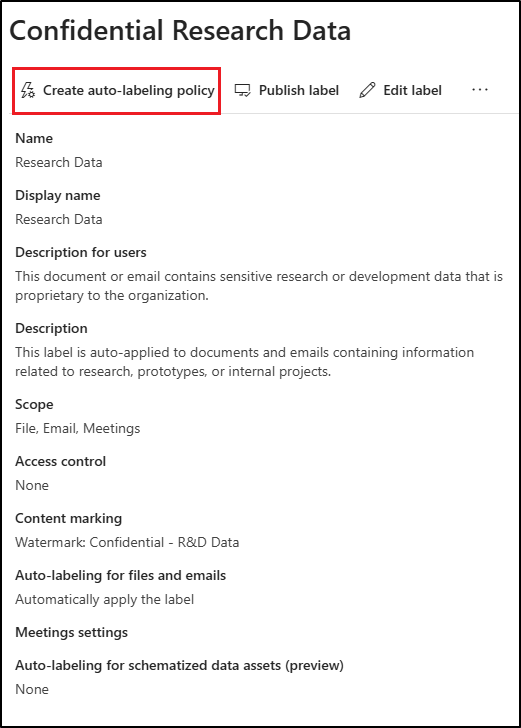 Confidential Research Data
Create auto-labeling policy Publish label Edit label ...
Name
Research Data
Display name
Research Data
Description for users
This document or email contains sensitive research or development data that is
proprietary to the organization.
Description
This label is auto-applied to documents and emails containing information
related to research, prototypes, or internal projects.
Scope
File, Email, Meetings
Access control
None
Content marking
Watermark: Confidential - R&D Data
Auto-labeling for files and emails
Automatically apply the label
Meetings settings
Auto-labeling for schematized data assets (preview)
None